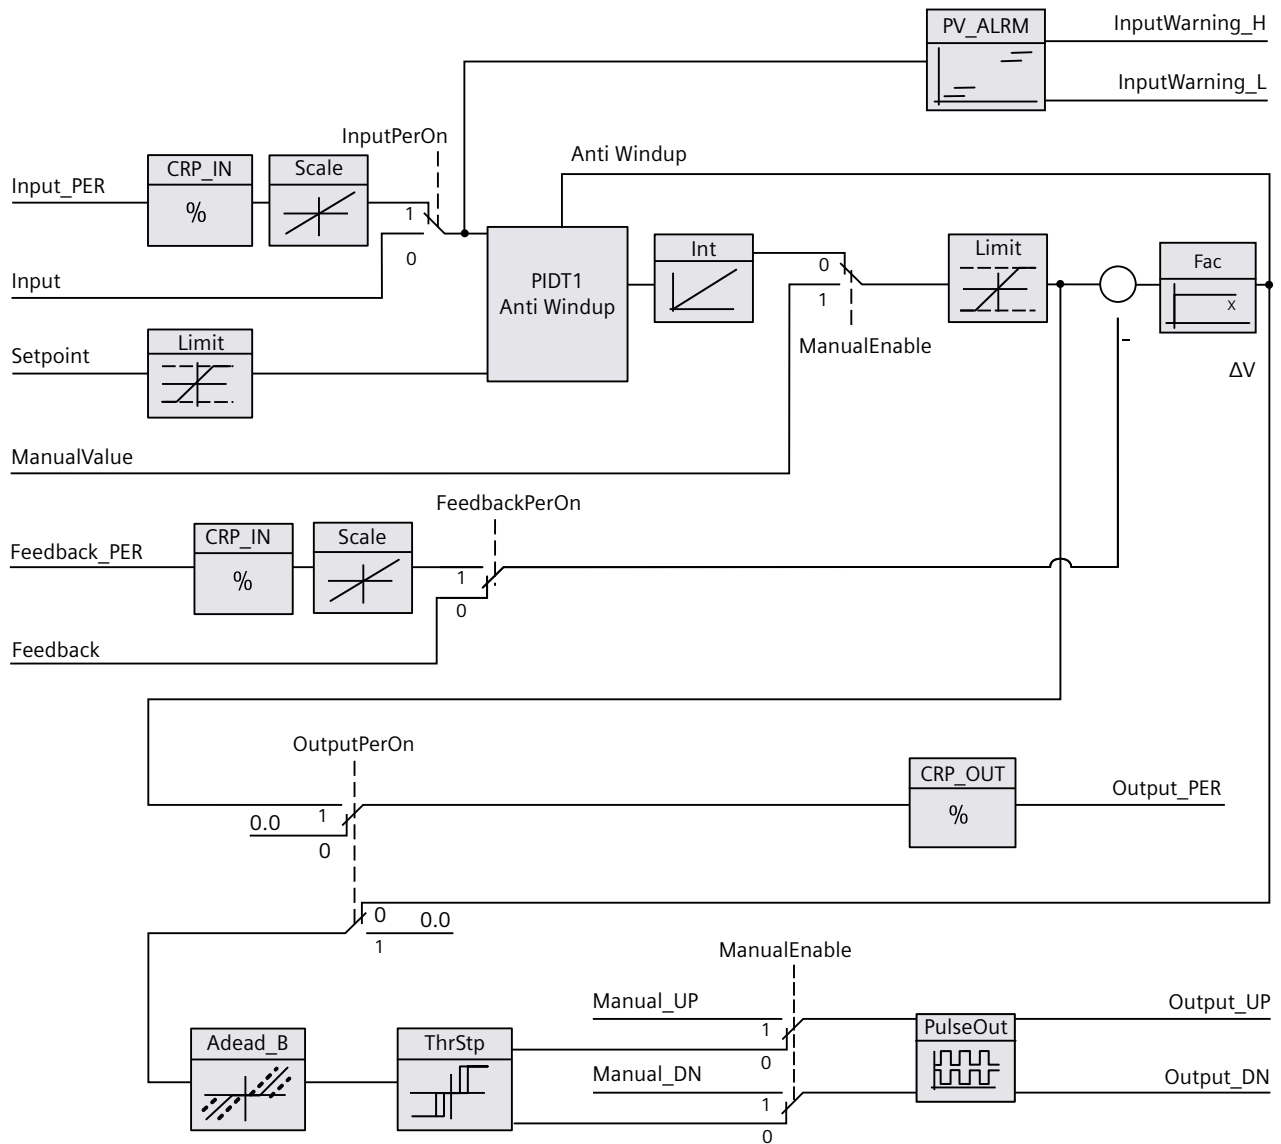 PV_ALRM
InputWarning_H
InputWarning_L
InputPerOn
Anti Windup
Input_PER
CRP_IN
%
Scale
1
0
Input
PIDT1
Anti Windup
Int
0
1
ManualEnable
Limit
Fac
x
-
ΔV
Setpoint
Limit
ManualValue
FeedbackPerOn
Feedback_PER
CRP_IN
%
Scale
1
0
Feedback
OutputPerOn
1
0.0
0
CRP_OUT
%
Output_PER
0
0.0
1
ManualEnable
Manual_UP
1
0
Manual_DN
1
0
Adead_B
ThrStp
PulseOut
Output_UP
Output_DN